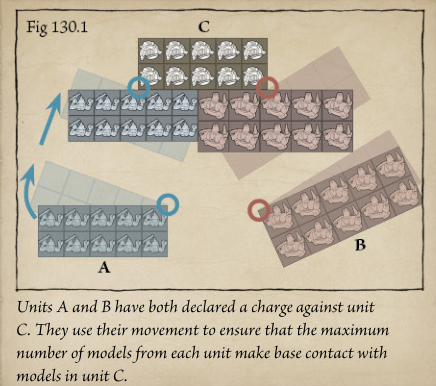 Fig 130.1
C
A
B
Units A and B have both declared a charge against unit
C. They use their movement to ensure that the maximum
number of models from each unit make base contact with
models in unit C.